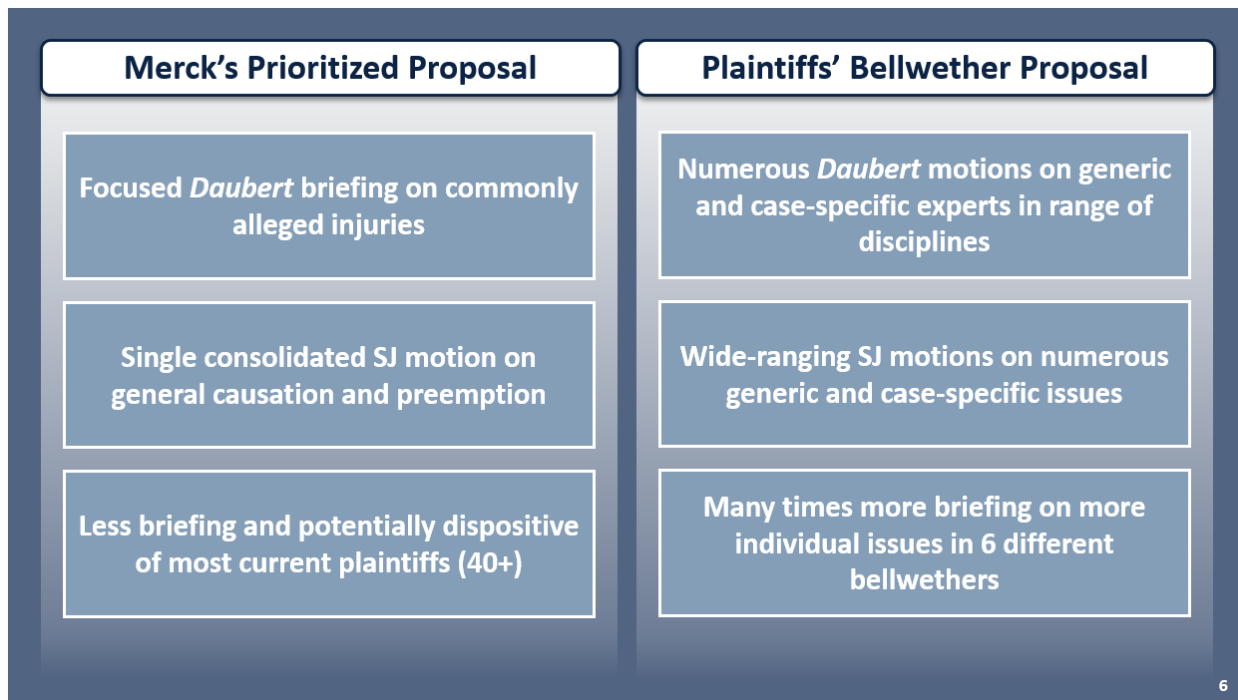 Merck’s Prioritized Proposal
Focused Daubert briefing on commonly
alleged injuries
Single consolidated SJ motion on
general causation and preemption
Less briefing and potentially dispositive
of most current plaintiffs (40+)
Plaintiffs’ Bellwether Proposal
Numerous Daubert motions on generic
and case-specific experts in range of
disciplines
Wide-ranging SJ motions on numerous
generic and case-specific issues
Many times more briefing on more
individual issues in 6 different
bellwethers
6